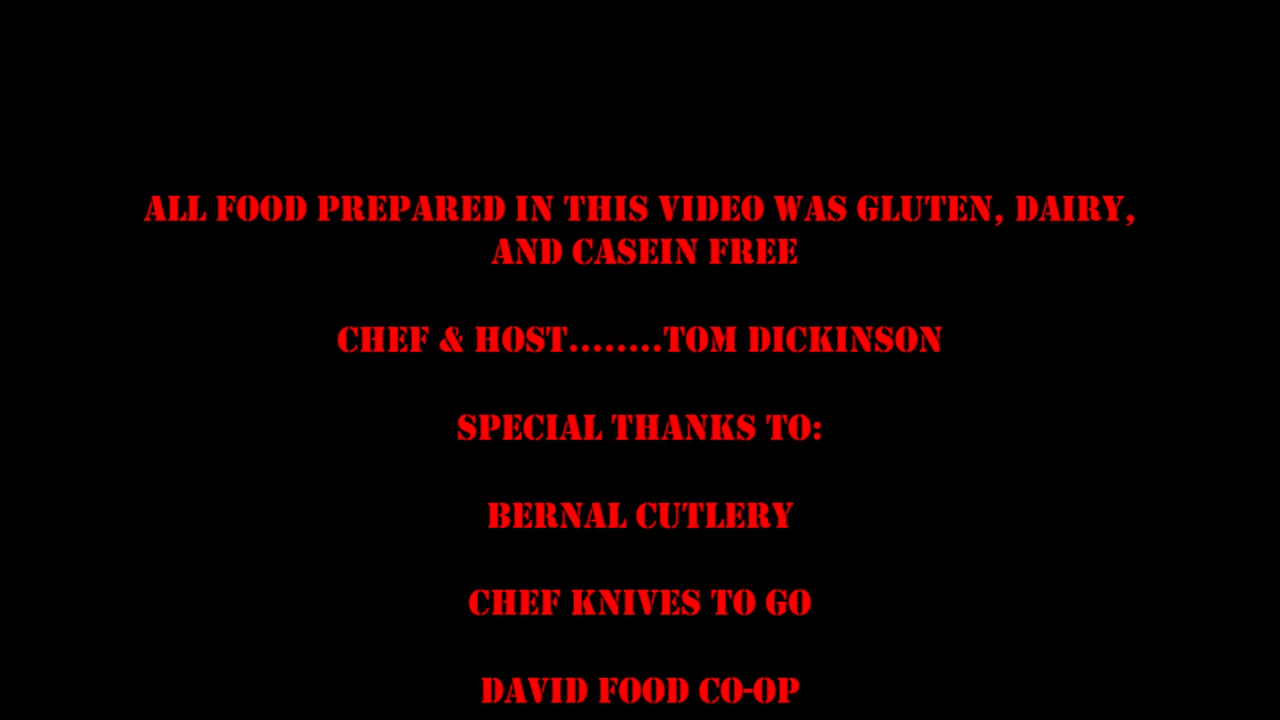 ALL FOOD PREPARED IN THIS VIDEO WAS GLUTEN, DAIRY,
AND CASEIN FREE
CHEF & HOST........TOM DICKINSON
SPECIAL THANKS TO:
BERNAL CUTLERY
CHEF KNIVES TO GO
DAVID FOOD CO-OP